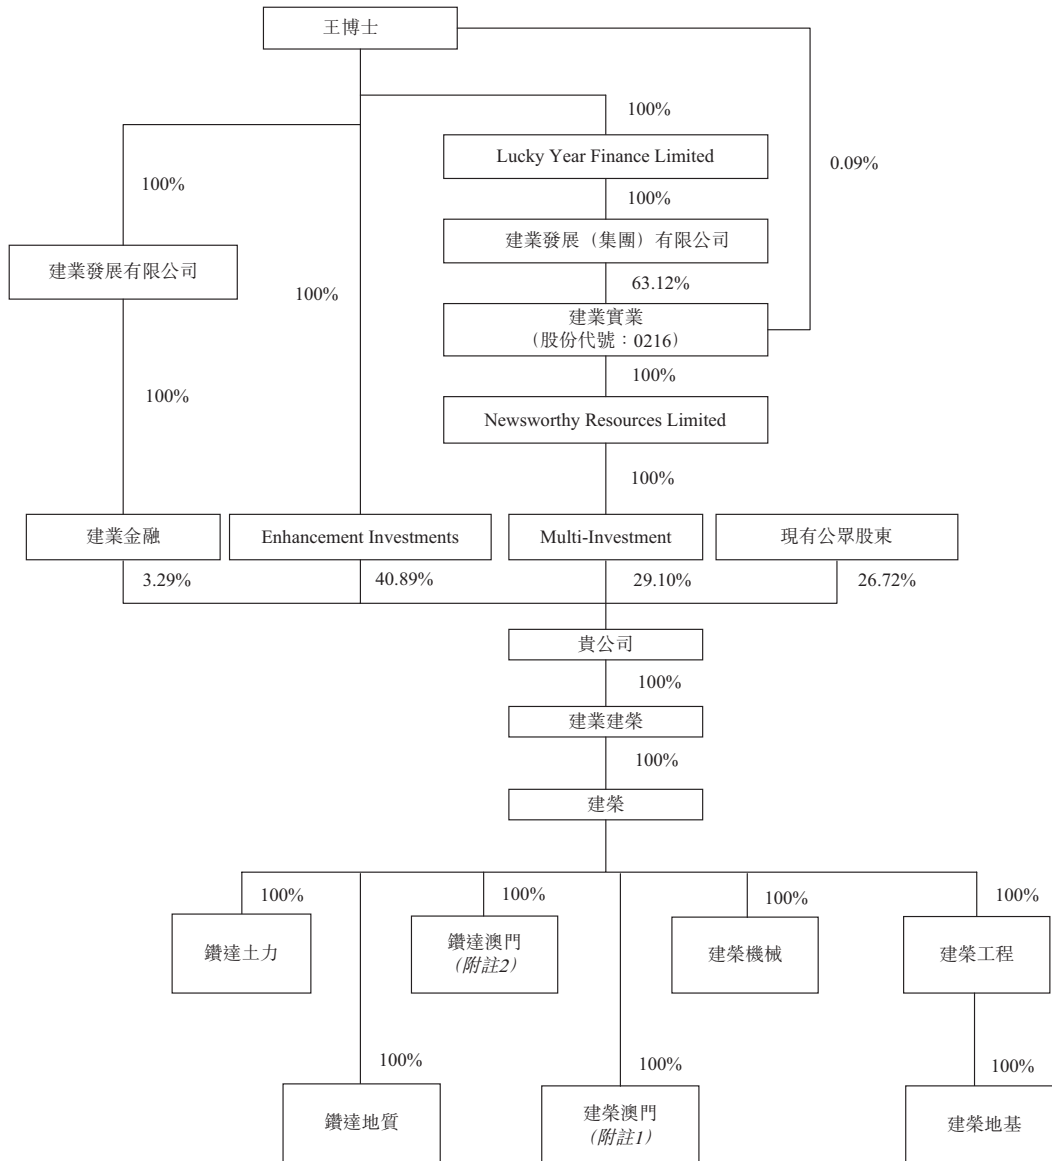 王博士
100%
Lucky Year Finance Limited
0.09%
100%
100%
建業發展（集團）有限公司
建業發展有限公司
63.12%
100%
建業實業
（股份代號：0216）
100%
100%
Newsworthy Resources Limited
100%
建業金融
Enhancement Investments
Multi-Investment
現有公眾股東
3.29%
40.89%
29.10%
26.72%
貴公司
100%
建業建榮
100%
建榮
100%
100%
100%
100%
鑽達土力
鑽達澳門
（附註2）
建榮機械
建榮工程
100%
100%
100%
鑽達地質
建榮澳門
（附註1）
建榮地基